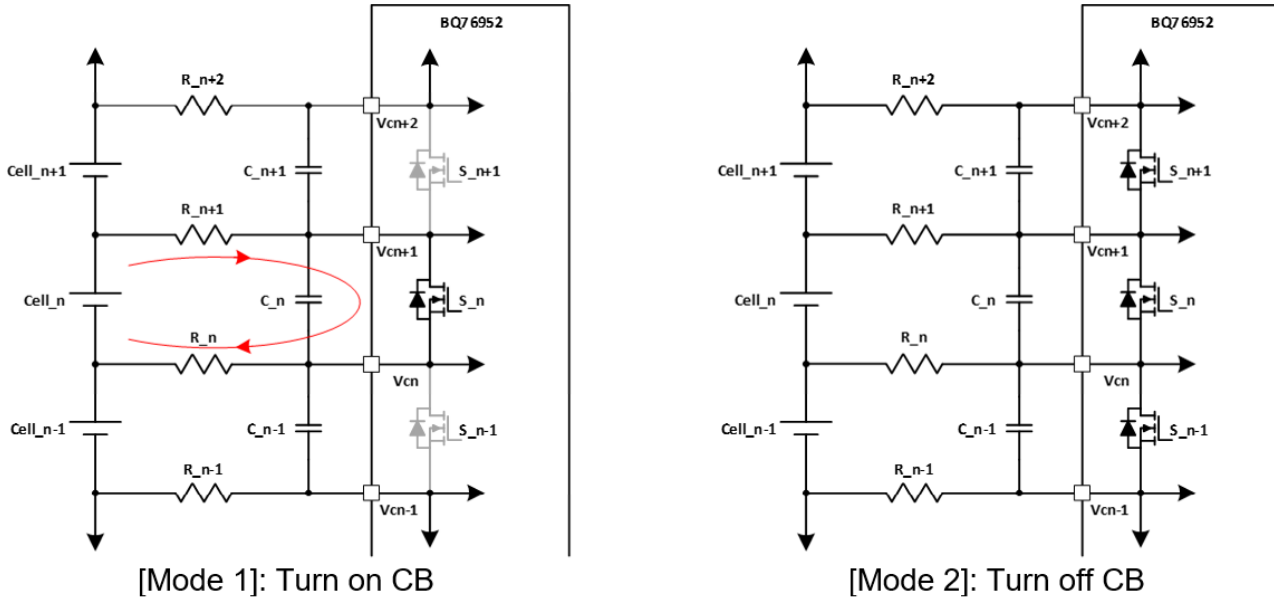 BQ76952
R_n+2
Vcn+2
Cell_n+1
C_n+1
S_n+1
R_n+1
Vcn+1
Cell_n
C_n
S_n
R_n
Vcn
Cell_n-1
C_n-1
S_n-1
R_n-1
Vcn-1
[Mode 1]: Turn on CB
BQ76952
R_n+2
Vcn+2
Cell_n+1
C_n+1
S_n+1
R_n+1
Vcn+1
Cell_n
C_n
S_n
R_n
Vcn
Cell_n-1
C_n-1
S_n-1
R_n-1
Vcn-1
[Mode 2]: Turn off CB